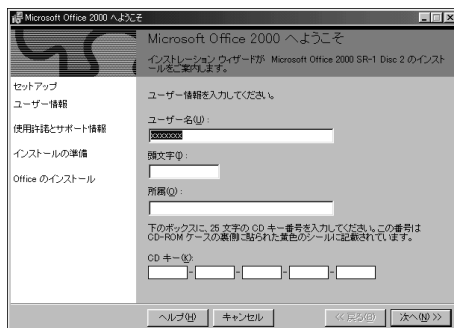 Microsoft Office 2000 へようこそ
Microsoft Office 2000 へようこそ
インストレーション ウィザードが Microsoft Office 2000 SR-1 Disc 2 のインスト
ールをご案内します。
セットアップ
ユーザー情報
使用許諾とサポート情報
インストールの準備
Office のインストール
ユーザー情報を入力してください。
ユーザー名(U):
xxxxxxx
頭文字(I):
所属(O):
下のボックスに、25 文字の CD キー番号を入力してください。この番号は
CD-ROM ケースの裏側に貼られた黄色のシールに記載されています。
CD キー(K):
- - - -
ヘルプ(H)
キャンセル
<< 戻る(B)
次へ(N) >>